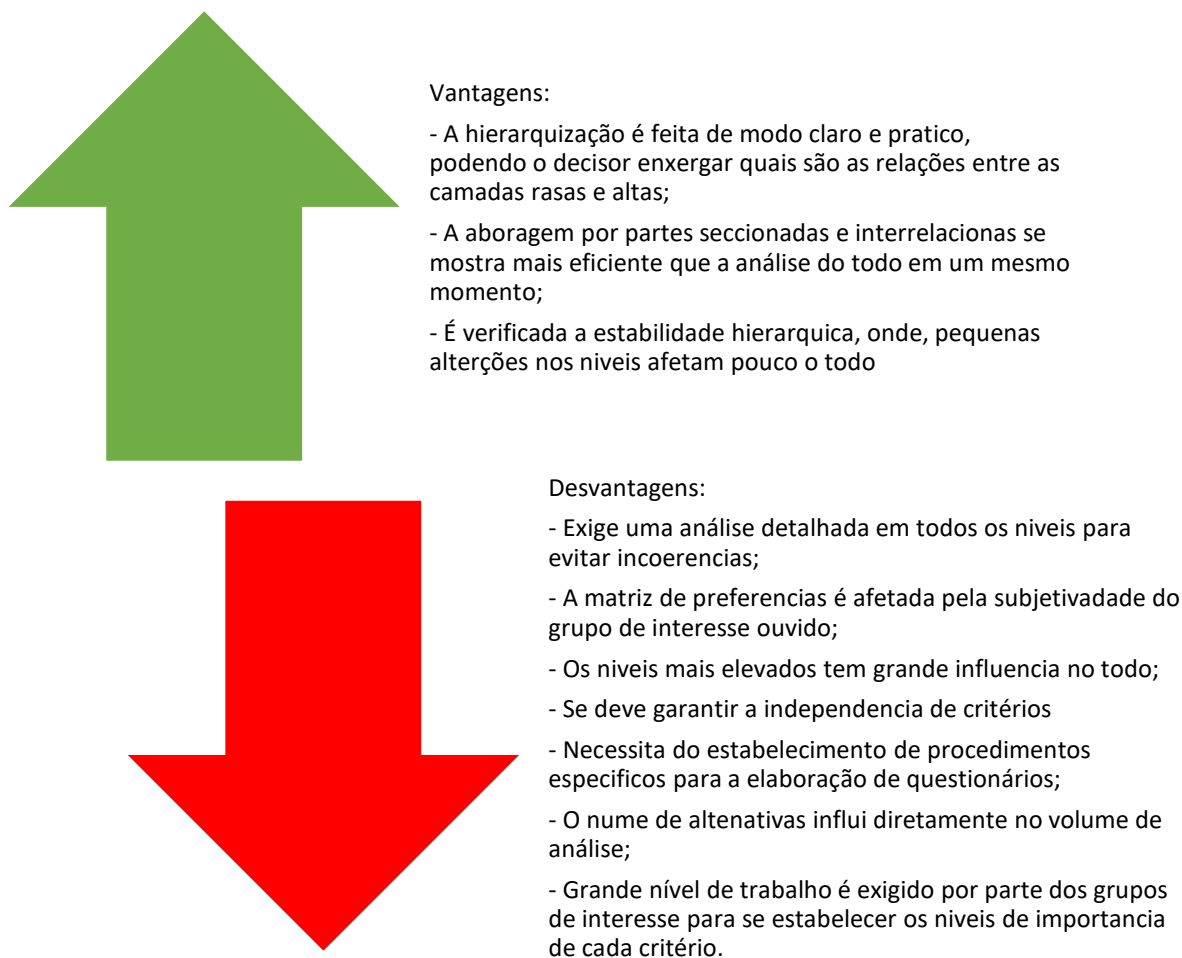 Vantagens:
- A hierarquização é feita de modo claro e pratico,
podendo o decisor enxergar quais são as relações entre as
camadas rasas e altas;
- A aboragem por partes seccionadas e interrelacionas se
mostra mais eficiente que a análise do todo em um mesmo
momento;
- É verificada a estabilidade hierarquica, onde, pequenas
alterções nos niveis afetam pouco o todo
Desvantagens:
- Exige uma análise detalhada em todos os niveis para
evitar incoerencias;
- A matriz de preferencias é afetada pela subjetivadade do
grupo de interesse ouvido;
- Os niveis mais elevados tem grande influencia no todo;
- Se deve garantir a independencia de critérios
- Necessita do estabelecimento de procedimentos
especificos para a elaboração de questionários;
- O nume de altenativas influi diretamente no volume de
análise;
- Grande nível de trabalho é exigido por parte dos grupos
de interesse para se estabelecer os niveis de importancia
de cada critério.